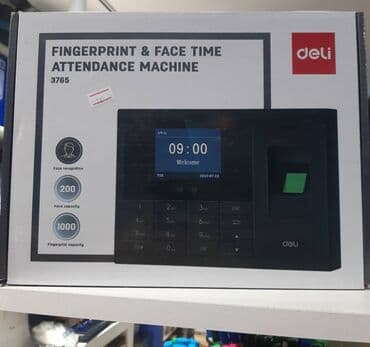 FINGERPRINT & FACE TIME
ATTENDANCE MACHINE
3765
deli
Face recognition
200
Face capacity
1000
Fingerprint capacity
09:00
Welcome
deli